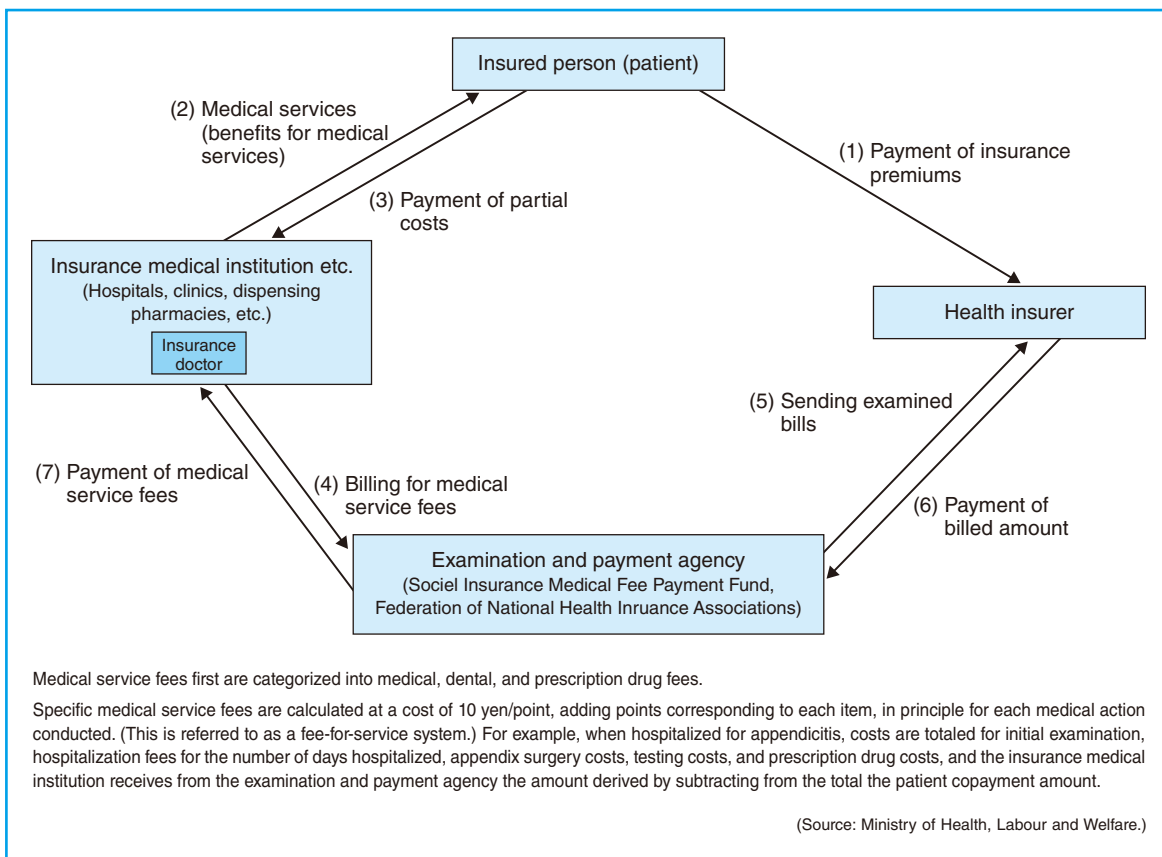 Insured person (patient)
(2) Medical services
(benefits for medical
services)
(1) Payment of insurance
premiums
(3) Payment of partial
costs
Insurance medical institution etc.
(Hospitals, clinics, dispensing
pharmacies, etc.)
Insurance
doctor
Health insurer
(5) Sending examined
bills
(7) Payment of medical
service fees
(4) Billing for medical
service fees
(6) Payment of
billed amount
Examination and payment agency
(Sociel Insurance Medical Fee Payment Fund,
Federation of National Health Inruance Associations)
Medical service fees first are categorized into medical, dental, and prescription drug fees.
Specific medical service fees are calculated at a cost of 10 yen/point, adding points corresponding to each item, in principle for each medical action
conducted. (This is referred to as a fee-for-service system.) For example, when hospitalized for appendicitis, costs are totaled for initial examination,
hospitalization fees for the number of days hospitalized, appendix surgery costs, testing costs, and prescription drug costs, and the insurance medical
institution receives from the examination and payment agency the amount derived by subtracting from the total the patient copayment amount.
(Source: Ministry of Health, Labour and Welfare.)